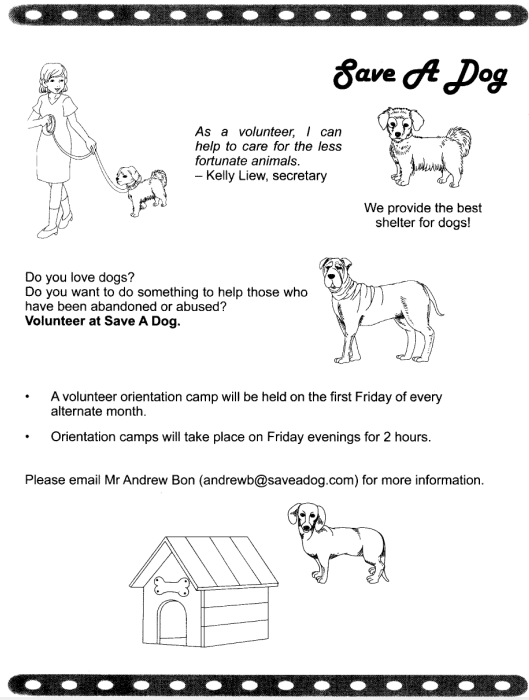 Save A Dog
As a volunteer, I can
help to care for the less
fortunate animals.
– Kelly Liew, secretary
We provide the best
shelter for dogs!
Do you love dogs?
Do you want to do something to help those who
have been abandoned or abused?
Volunteer at Save A Dog.
• A volunteer orientation camp will be held on the first Friday of every
alternate month.
• Orientation camps will take place on Friday evenings for 2 hours.
Please email Mr Andrew Bon (andrewb@saveadog.com) for more information.